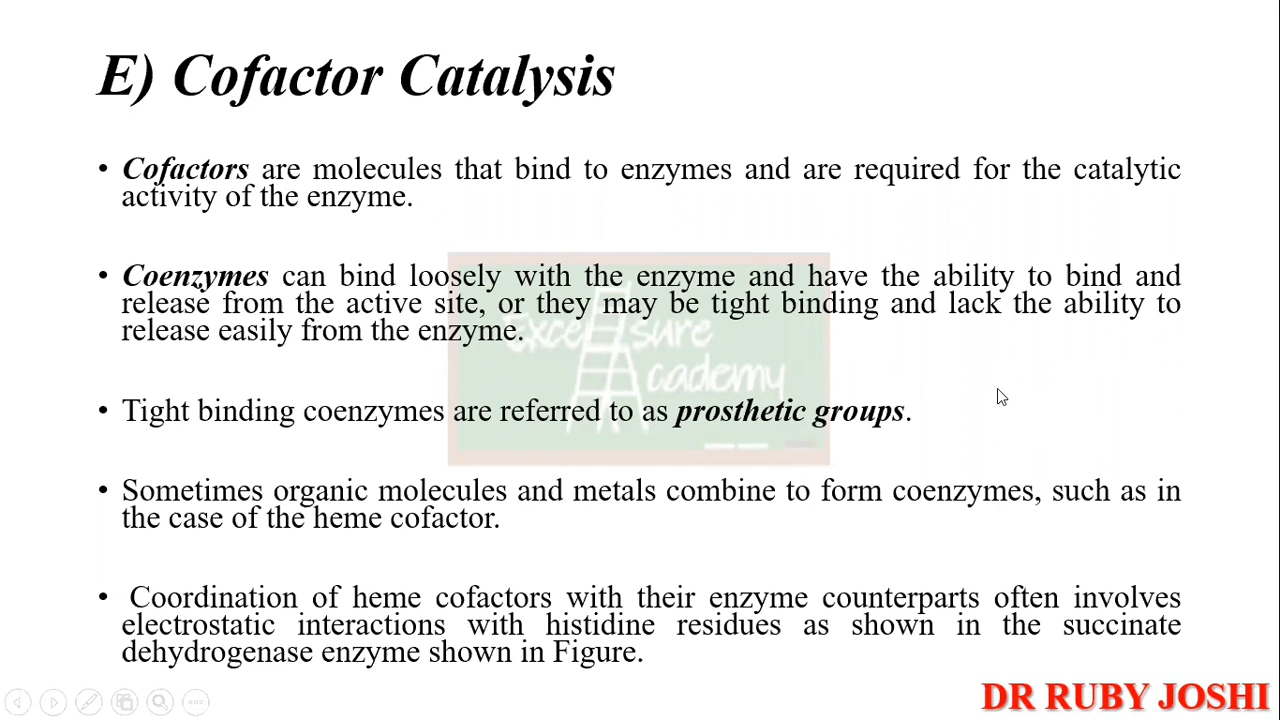 E) Cofactor Catalysis
• Cofactors are molecules that bind to enzymes and are required for the catalytic
activity of the enzyme.
• Coenzymes can bind loosely with the enzyme and have the ability to bind and
release from the active site, or they may be tight binding and lack the ability to
release easily from the enzyme.
Excel sure
cademy
• Tight binding coenzymes are referred to as prosthetic groups.
• Sometimes organic molecules and metals combine to form coenzymes, such as in
the case of the heme cofactor.
• Coordination of heme cofactors with their enzyme counterparts often involves
electrostatic interactions with histidine residues as shown in the succinate
dehydrogenase enzyme shown in Figure.
DR RUBY JOSHI